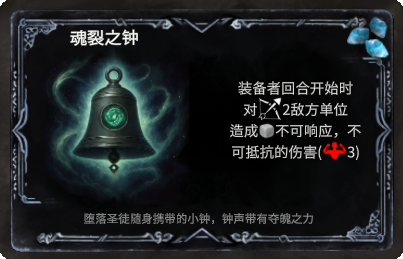 魂裂之钟
装备者回合开始时
对2敌方单位
造成不可响应，不
可抵抗的伤害(3)
堕落圣徒随身携带的小钟，钟声带有夺魄之力